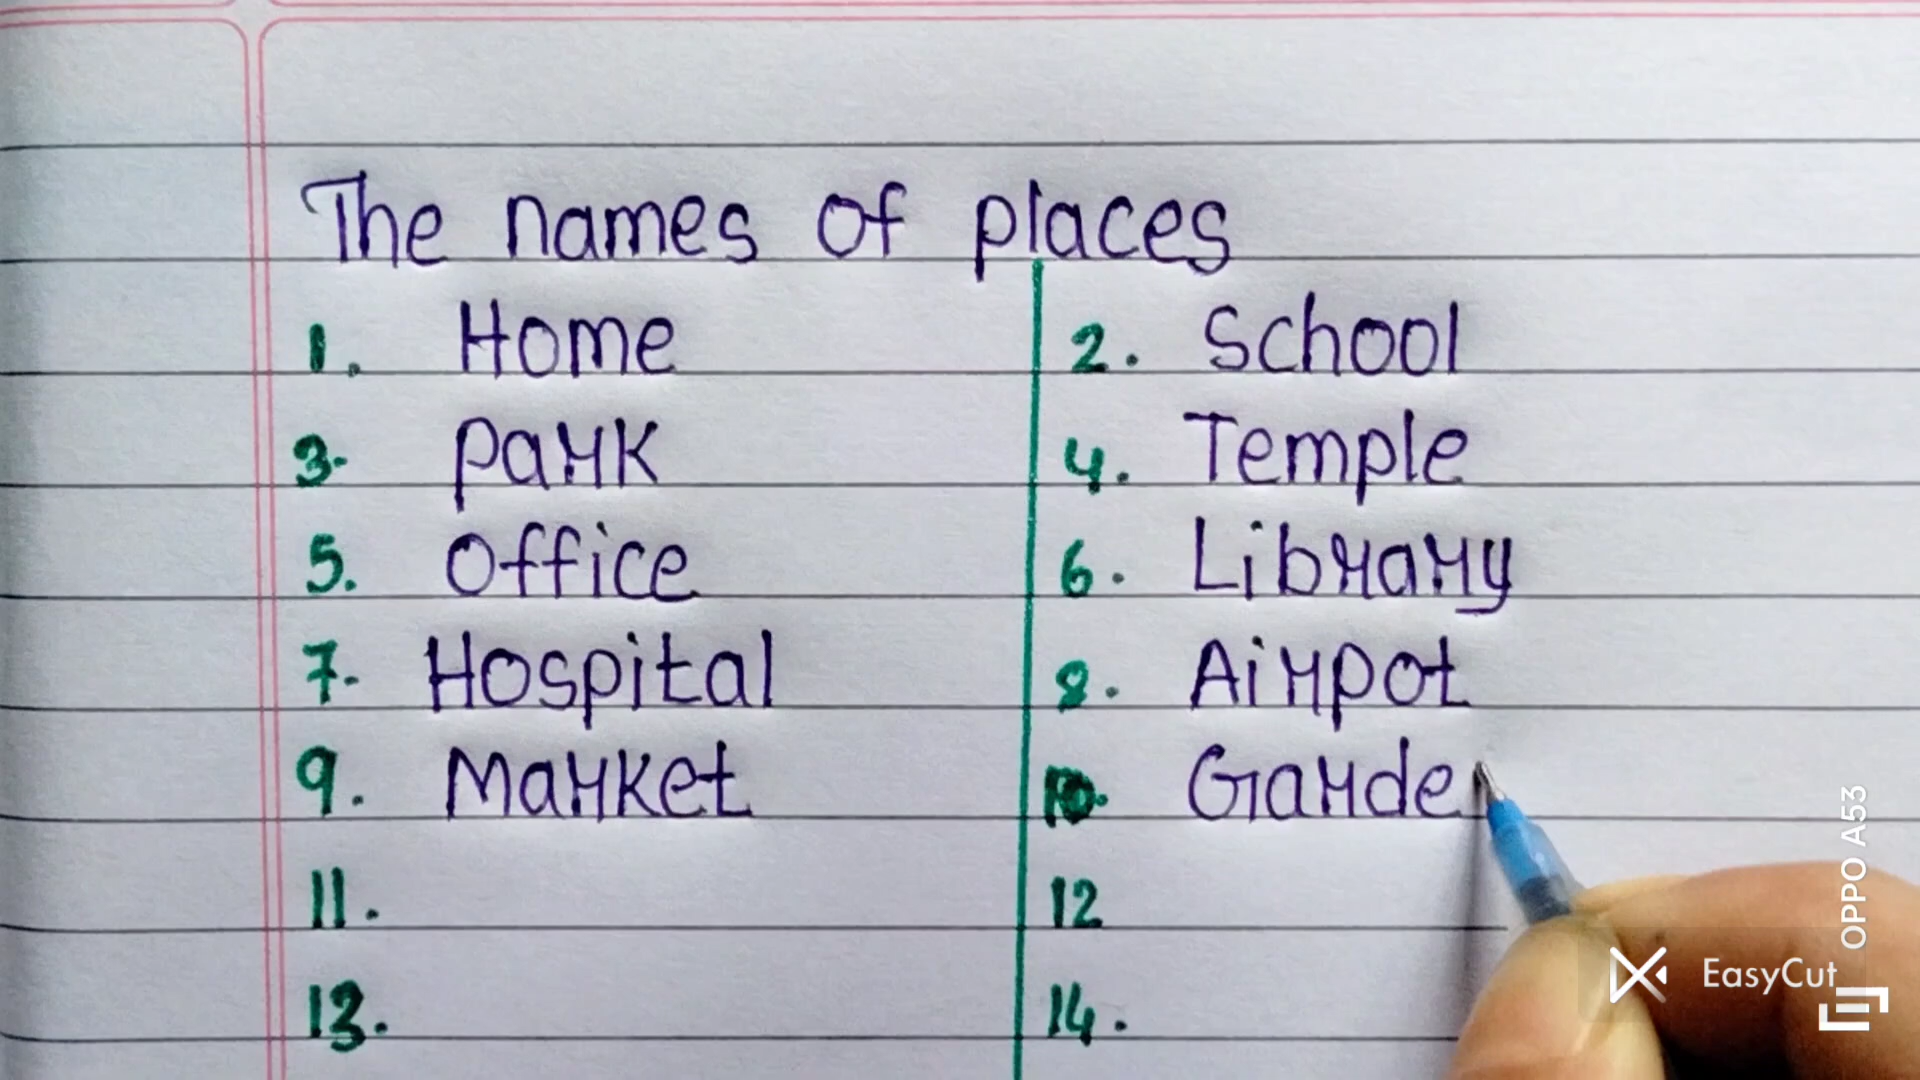 The names of places
1. Home 2. School
3. Park 4. Temple
5. Office 6. Library
7. Hospital 8. Airpot
9. Market 10. Garde
11. 12
13. 14.
OPPO A53
EasyCut